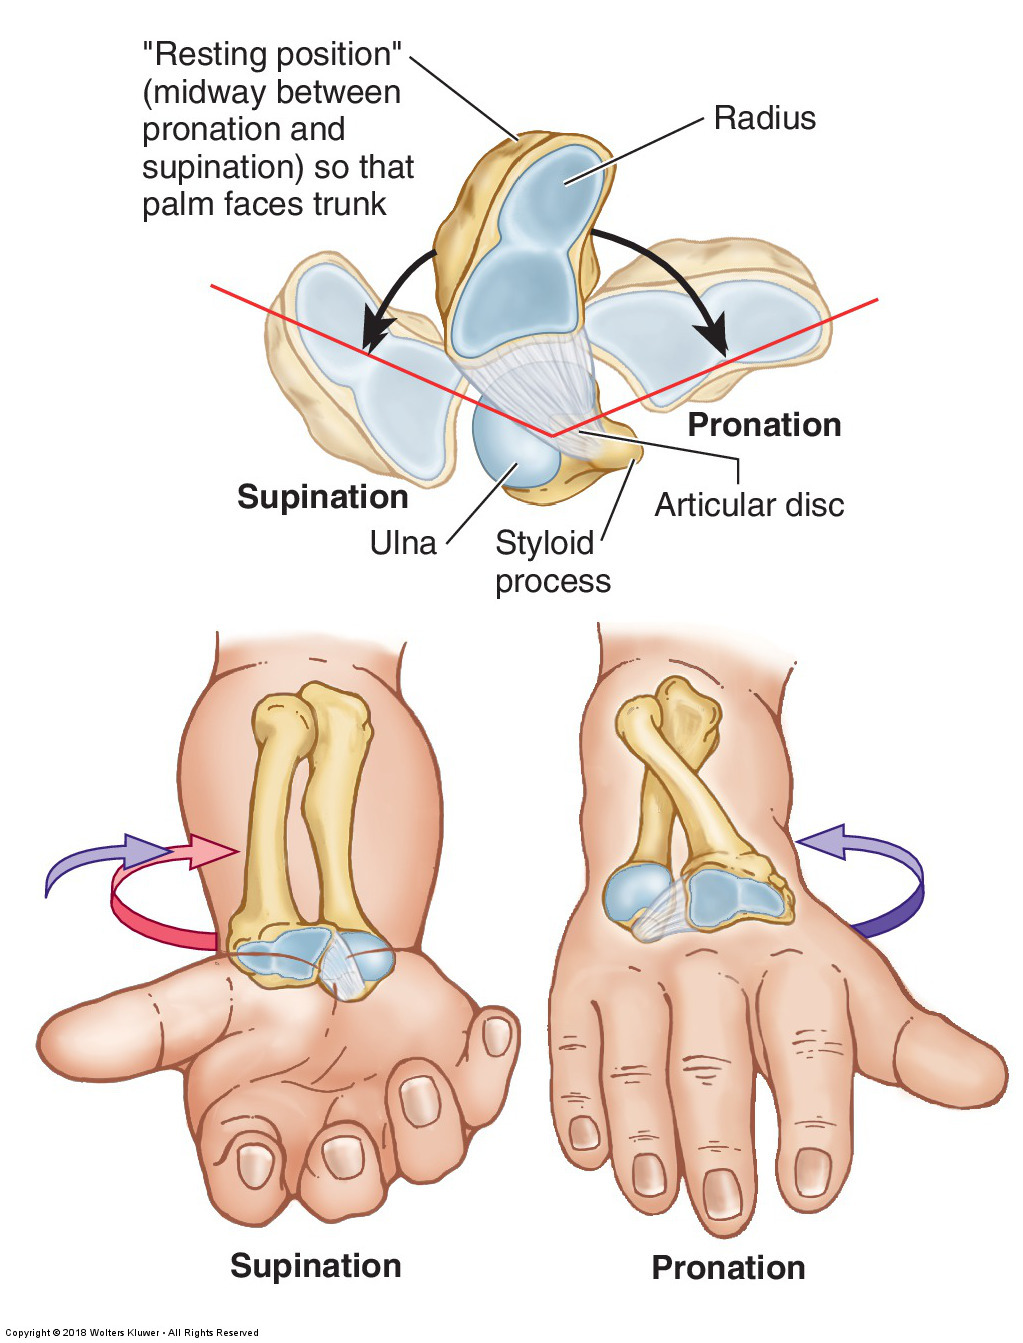 "Resting position"
(midway between
pronation and
supination) so that
palm faces trunk
Radius
Pronation
Supination
Articular disc
Ulna
Styloid
process
Supination
Pronation
Copyright © 2018 Wolters Kluwer • All Rights Reserved